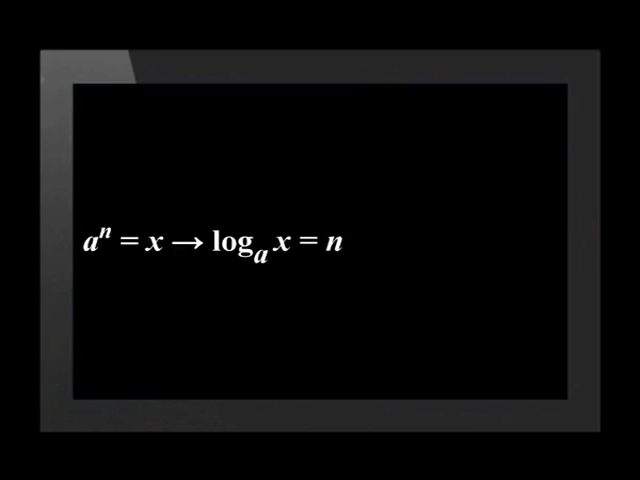 aⁿ = x → logₐ x = n